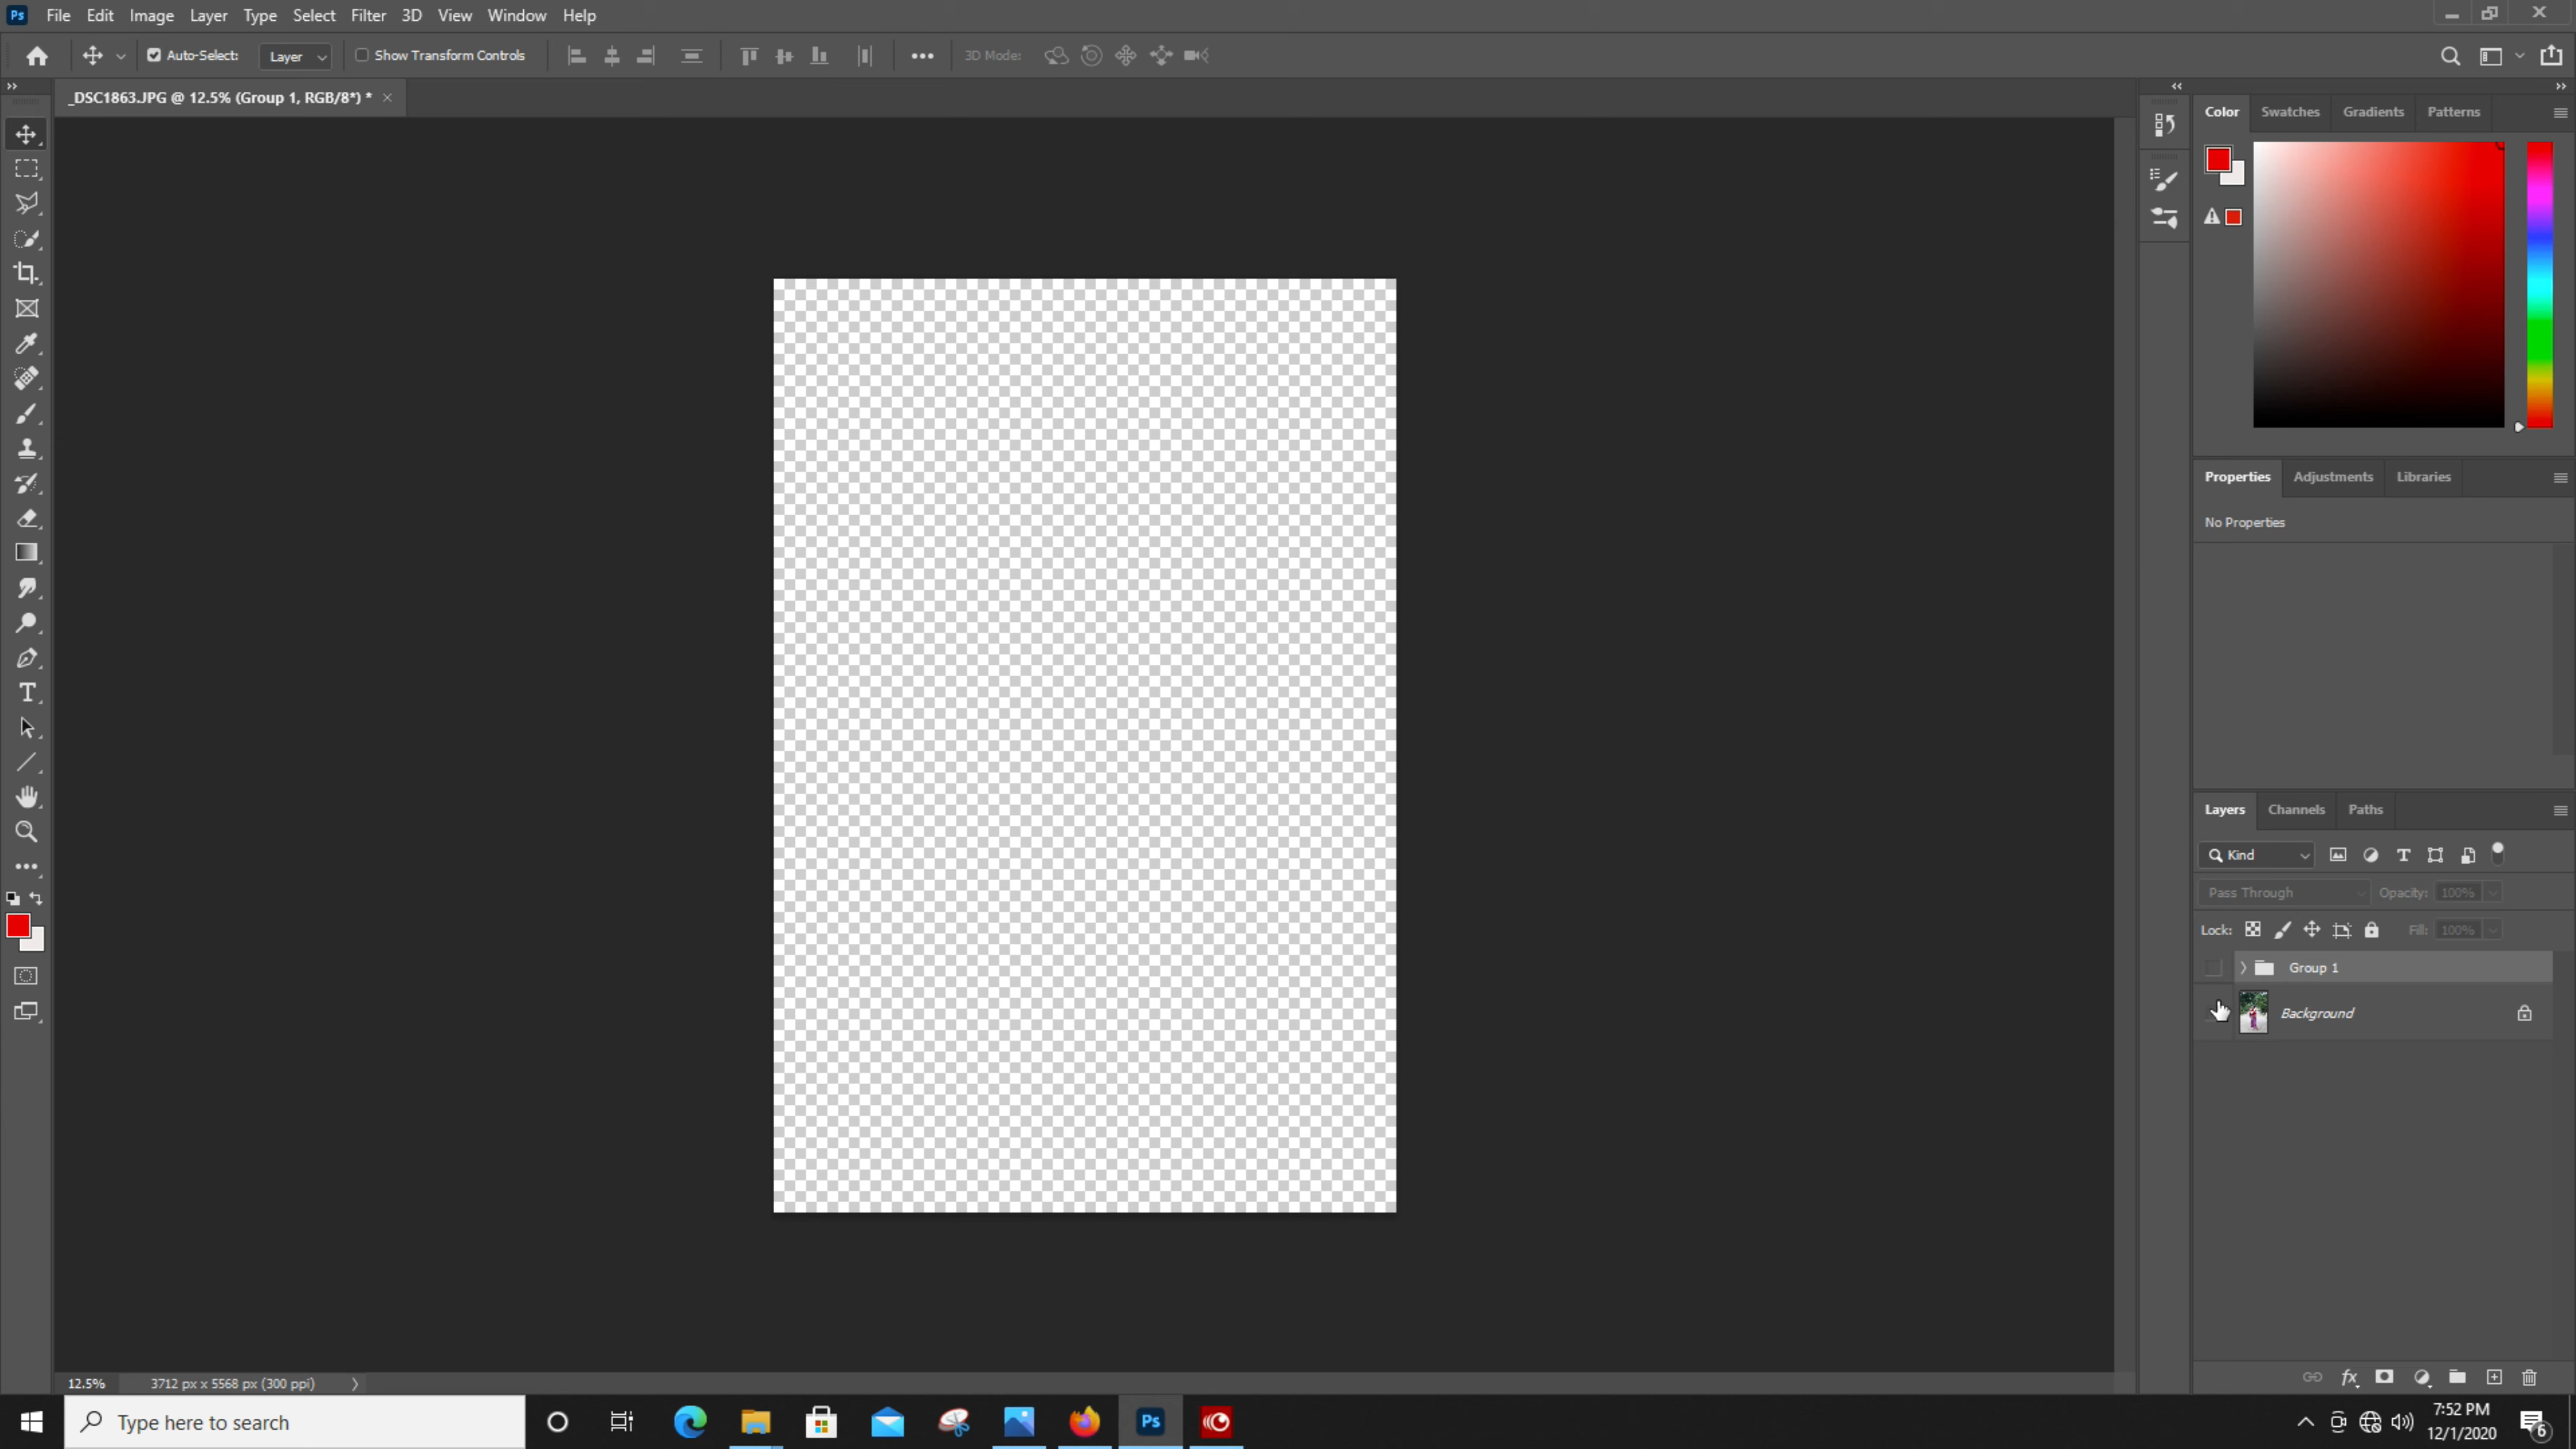 Ps File Edit Image Layer Type Select Filter 3D View Window Help
Auto-Select: Layer Show Transform Controls 3D Mode:
_DSC1863.JPG @ 12.5% (Group 1, RGB/8*) *
Color Swatches Gradients Patterns
Properties Adjustments Libraries
No Properties
Layers Channels Paths
Kind
Pass Through Opacity: 100%
Lock: Fill: 100%
Group 1
Background
12.5% 3712 px x 5568 px (300 ppi)
Type here to search
Ps
7:52 PM
12/1/2020
6